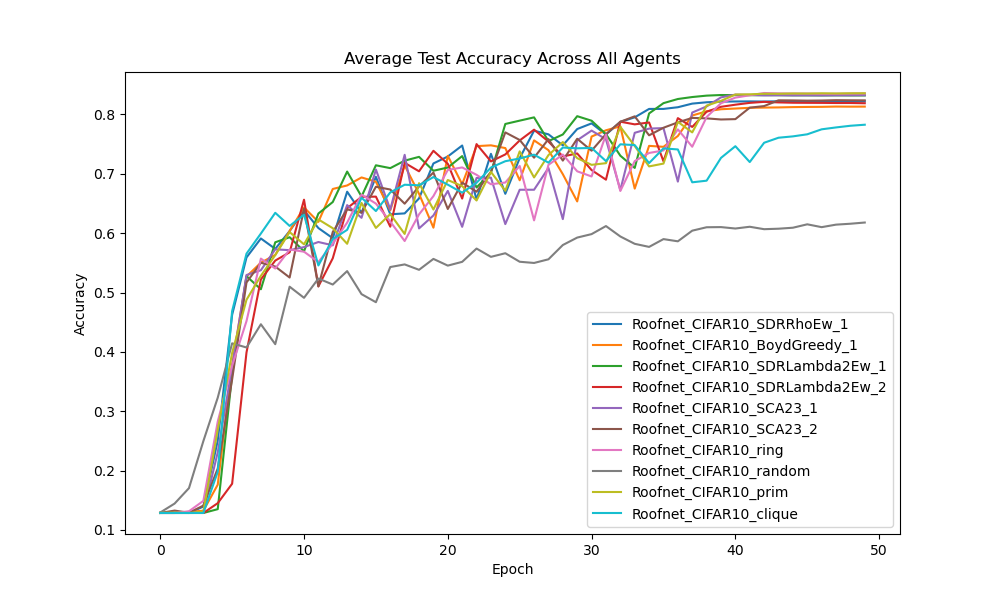 Average Test Accuracy Across All Agents
Accuracy
0.8
0.7
0.6
0.5
0.4
0.3
0.2
0.1
Roofnet_CIFAR10_SDRRhoEw_1
Roofnet_CIFAR10_BoydGreedy_1
Roofnet_CIFAR10_SDRLambda2Ew_1
Roofnet_CIFAR10_SDRLambda2Ew_2
Roofnet_CIFAR10_SCA23_1
Roofnet_CIFAR10_SCA23_2
Roofnet_CIFAR10_ring
Roofnet_CIFAR10_random
Roofnet_CIFAR10_prim
Roofnet_CIFAR10_clique
0 10 20 30 40 50
Epoch